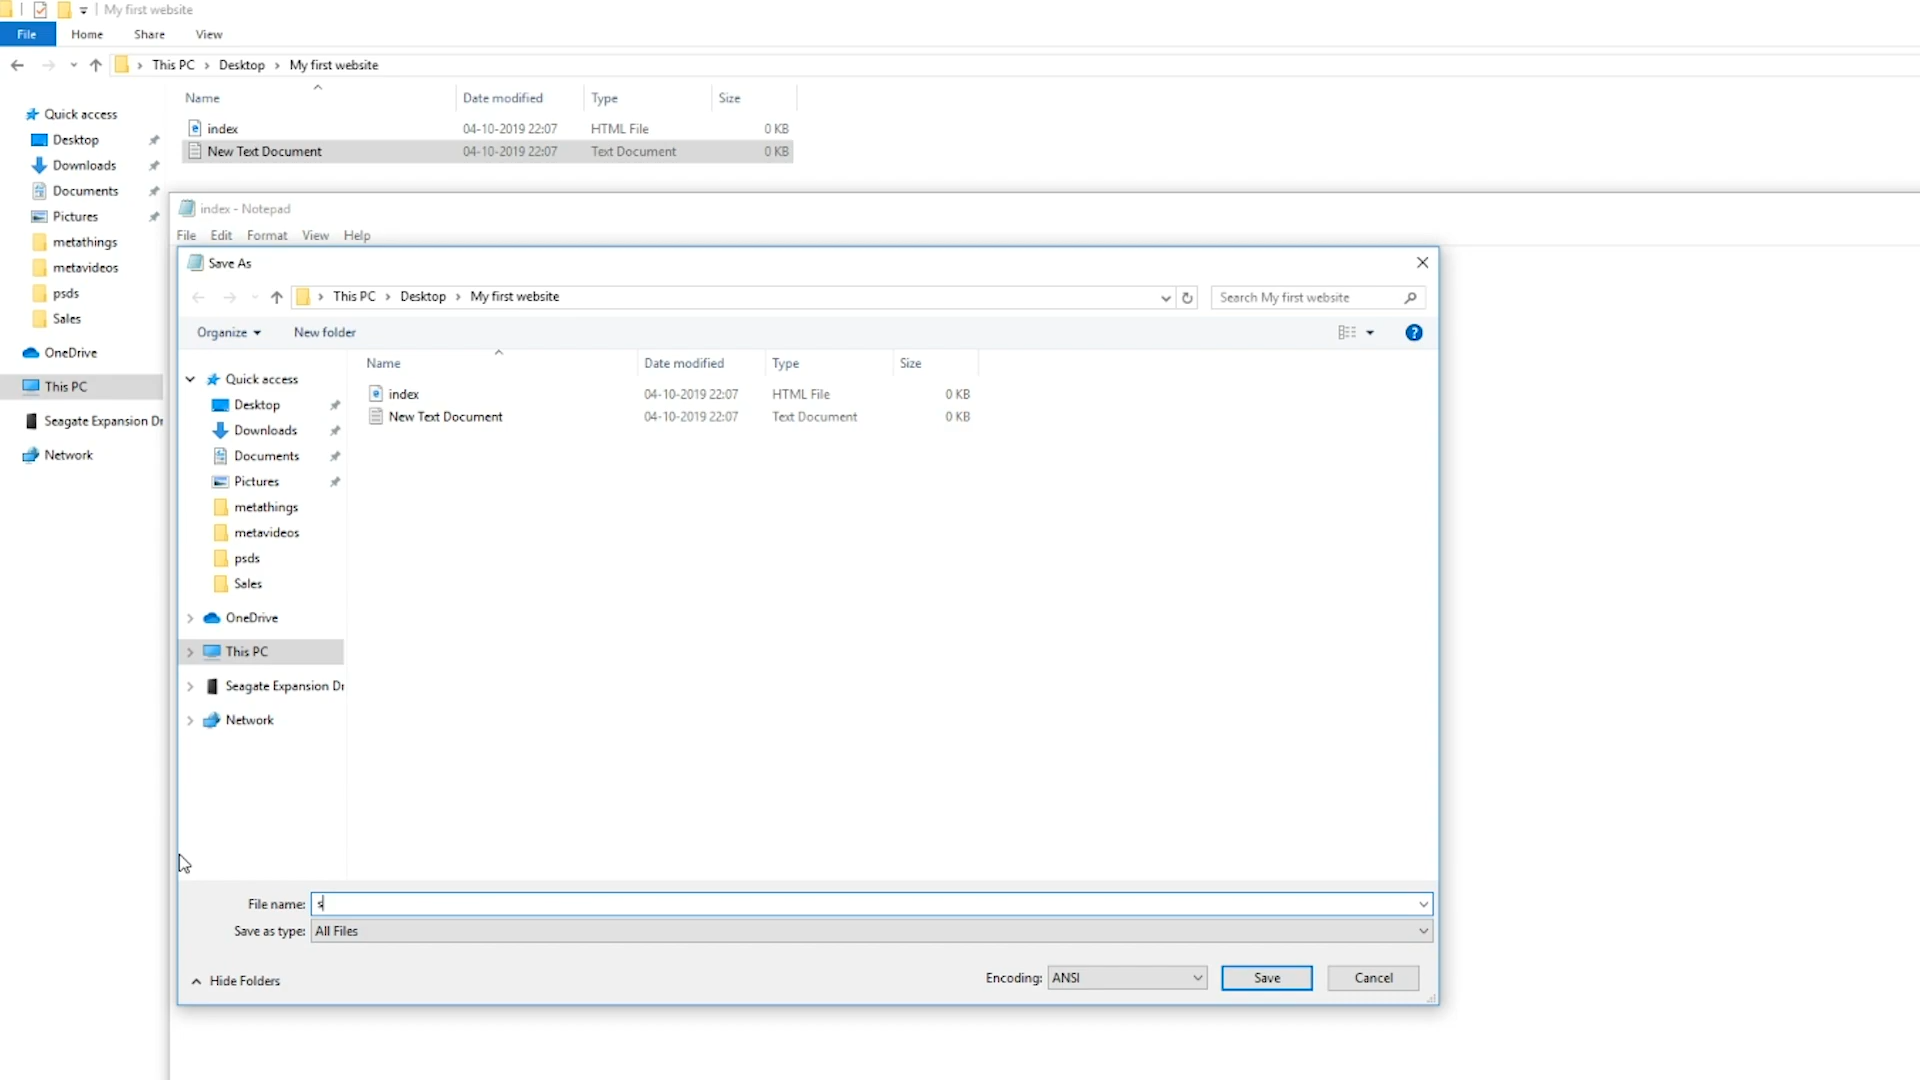 My first website
File Home Share View
This PC Desktop My first website
Name Date modified Type Size
index 04-10-2019 22:07 HTML File 0 KB
New Text Document 04-10-2019 22:07 Text Document 0 KB
Quick access
Desktop
Downloads
Documents
Pictures
metathings
metavideos
psds
Sales
OneDrive
This PC
Seagate Expansion Dr
Network
index - Notepad
File Edit Format View Help
Save As
This PC Desktop My first website Search My first website
Organize New folder
Name Date modified Type Size
index 04-10-2019 22:07 HTML File 0 KB
New Text Document 04-10-2019 22:07 Text Document 0 KB
Quick access
Desktop
Downloads
Documents
Pictures
metathings
metavideos
psds
Sales
OneDrive
This PC
Seagate Expansion Dr
Network
File name: s
Save as type: All Files
Hide Folders Encoding: ANSI Save Cancel